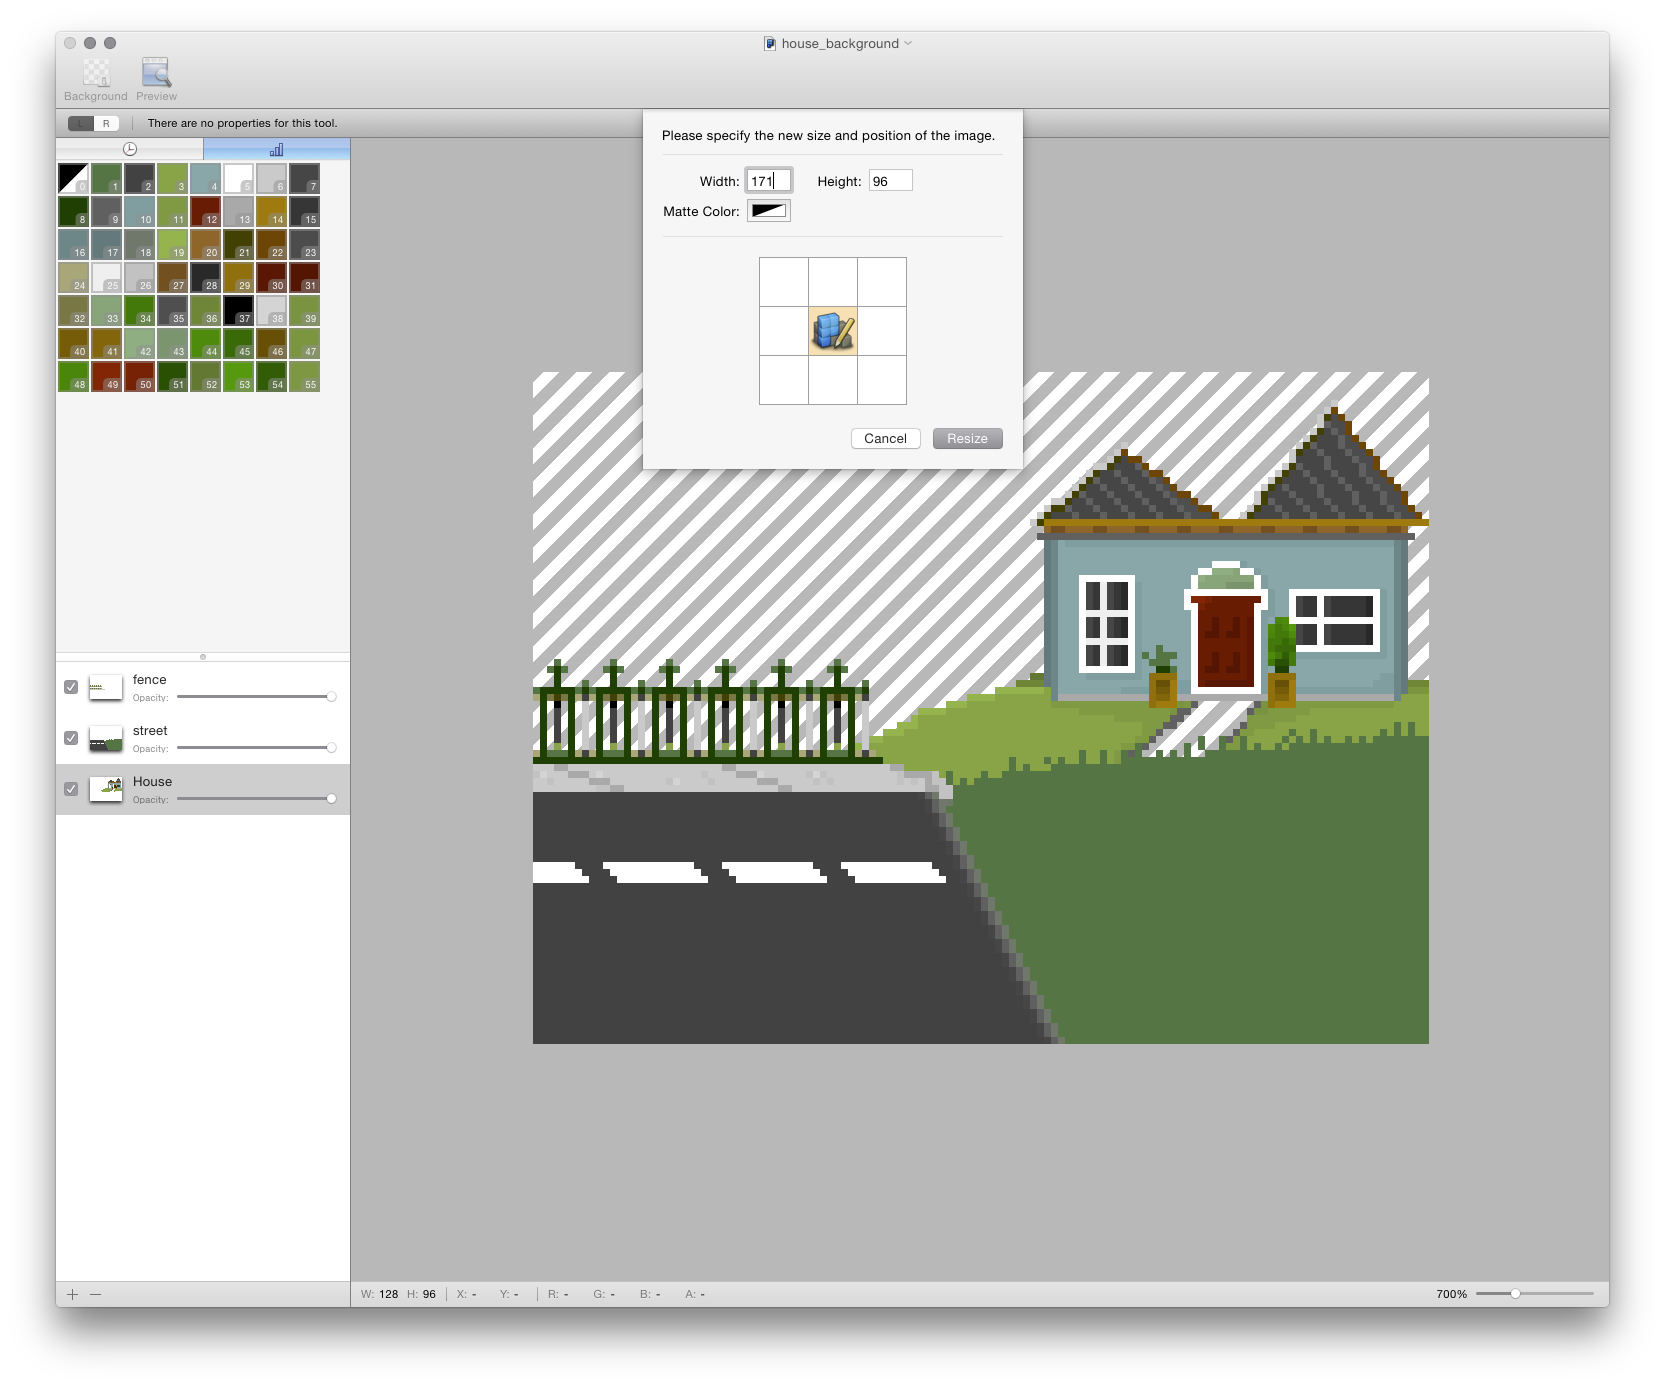 house_background
Background Preview
L R There are no properties for this tool.
Please specify the new size and position of the image.
Width: 171 Height: 96
Matte Color:
Cancel Resize
0 1 2 3 4 5 6 7
8 9 10 11 12 13 14 15
16 17 18 19 20 21 22 23
24 25 26 27 28 29 30 31
32 33 34 35 36 37 38 39
40 41 42 43 44 45 46 47
48 49 50 51 52 53 54 55
fence
Opacity:
street
Opacity:
House
Opacity:
W: 128 H: 96 X: - Y: - R: - G: - B: - A: - 700%